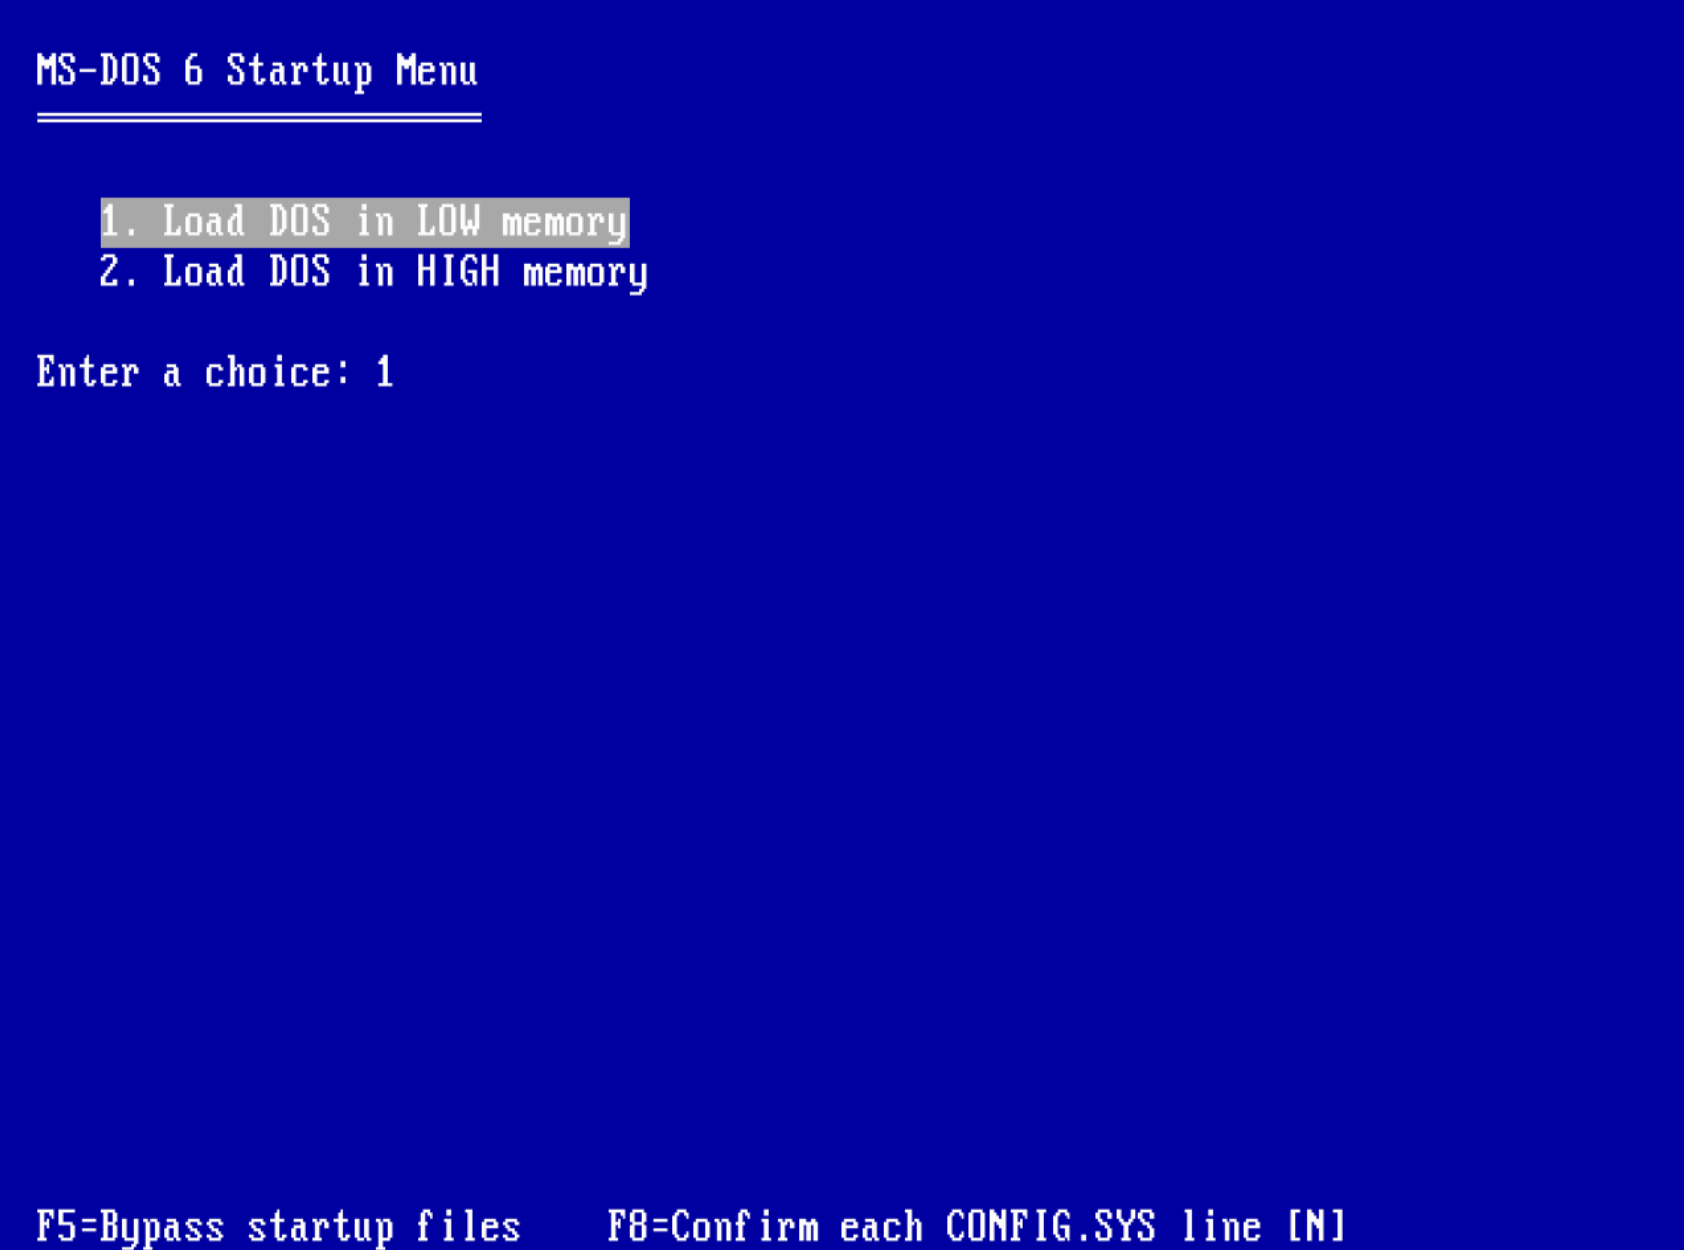 MS-DOS 6 Startup Menu
1. Load DOS in LOW memory
2. Load DOS in HIGH memory
Enter a choice: 1
F5=Bypass startup files    F8=Confirm each CONFIG.SYS line [N]